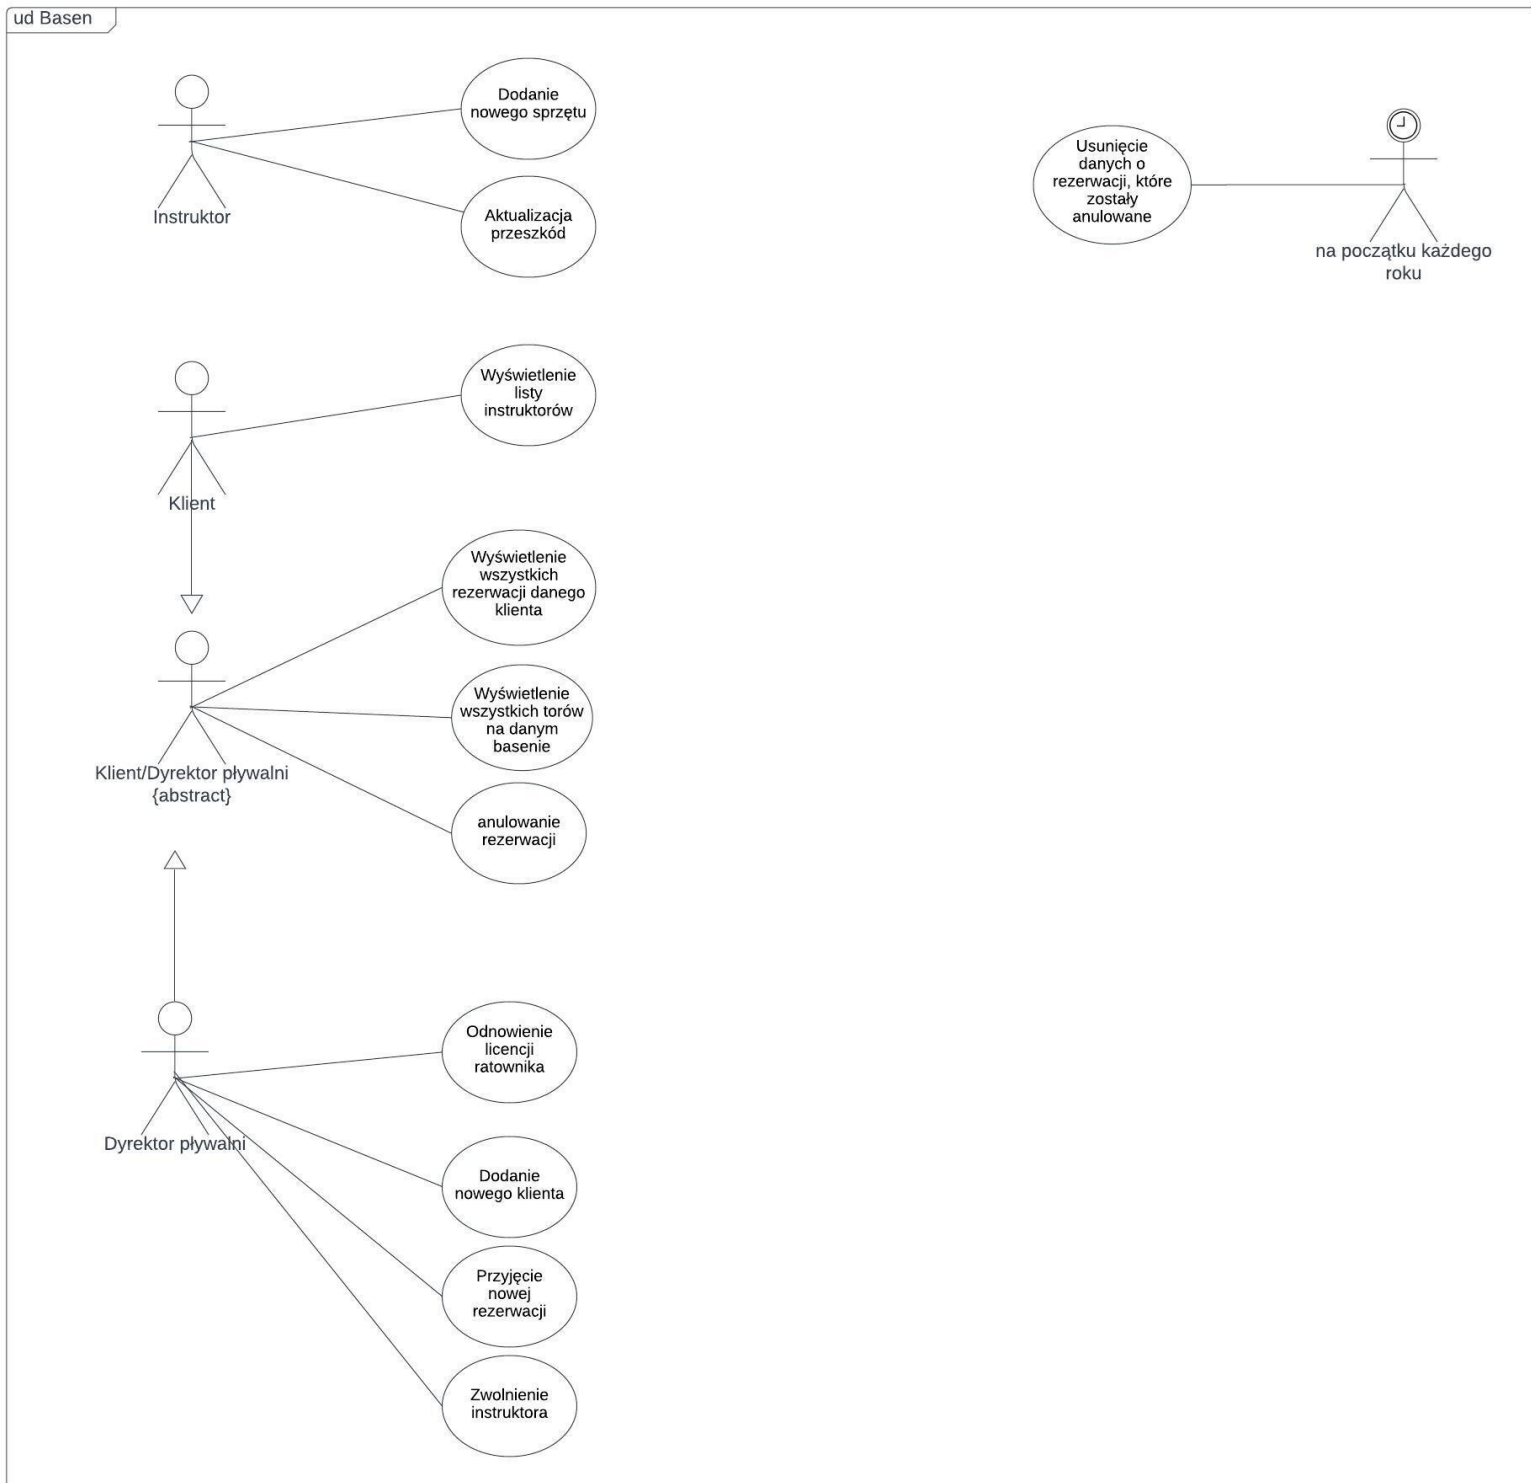 ud Basen
Dodanie
nowego sprzętu
Instruktor
Aktualizacja
przeszkód
Usunięcie
danych o
rezerwacji, które
zostały
anulowane
na początku każdego
roku
Wyświetlenie
listy
instruktorów
Klient
Wyświetlenie
wszystkich
rezerwacji danego
klienta
Wyświetlenie
wszystkich torów
na danym
basenie
Klient/Dyrektor pływalni
{abstract}
anulowanie
rezerwacji
Odnowienie
licencji
ratownika
Dyrektor pływalni
Dodanie
nowego klienta
Przyjęcie
nowej
rezerwacji
Zwolnienie
instruktora